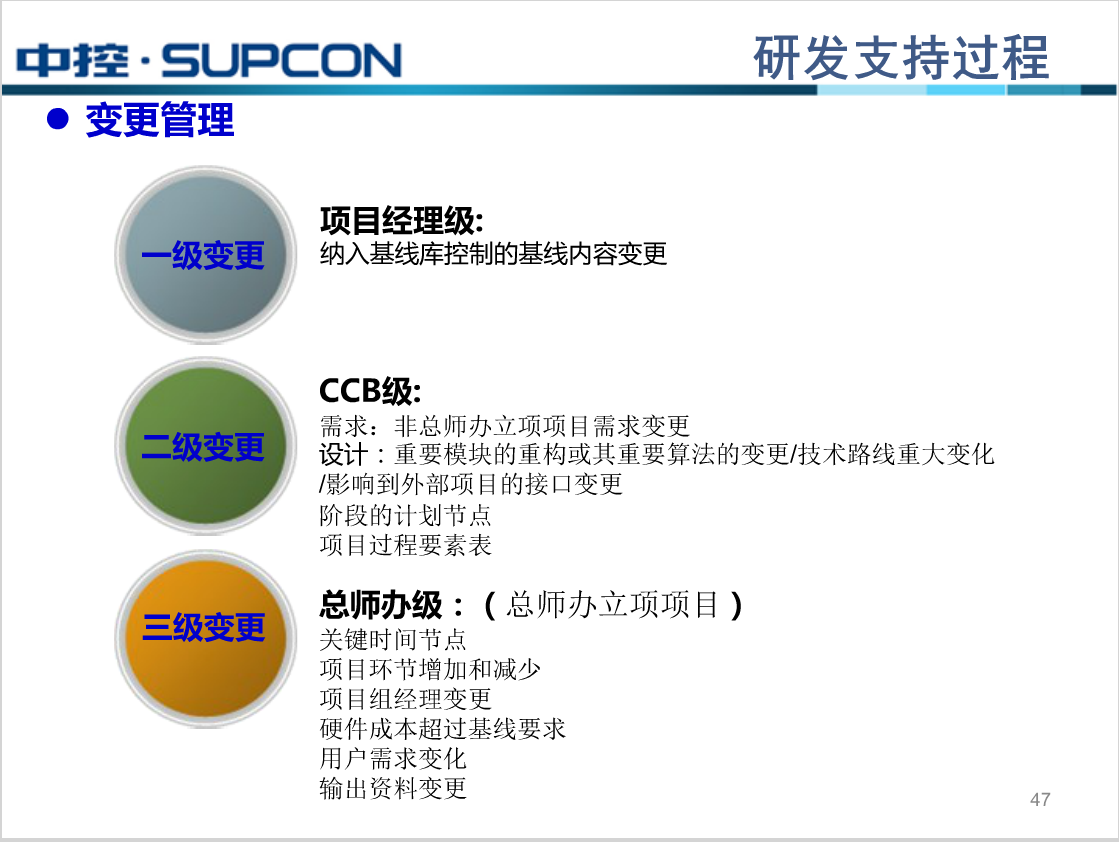 中控·SUPCON
研发支持过程
变更管理
一级变更
项目经理级:
纳入基线库控制的基线内容变更
二级变更
CCB级:
需求：非总师办立项项目需求变更
设计：重要模块的重构或其重要算法的变更/技术路线重大变化
/影响到外部项目的接口变更
阶段的计划节点
项目过程要素表
三级变更
总师办级：（总师办立项项目）
关键时间节点
项目环节增加和减少
项目组经理变更
硬件成本超过基线要求
用户需求变化
输出资料变更
47